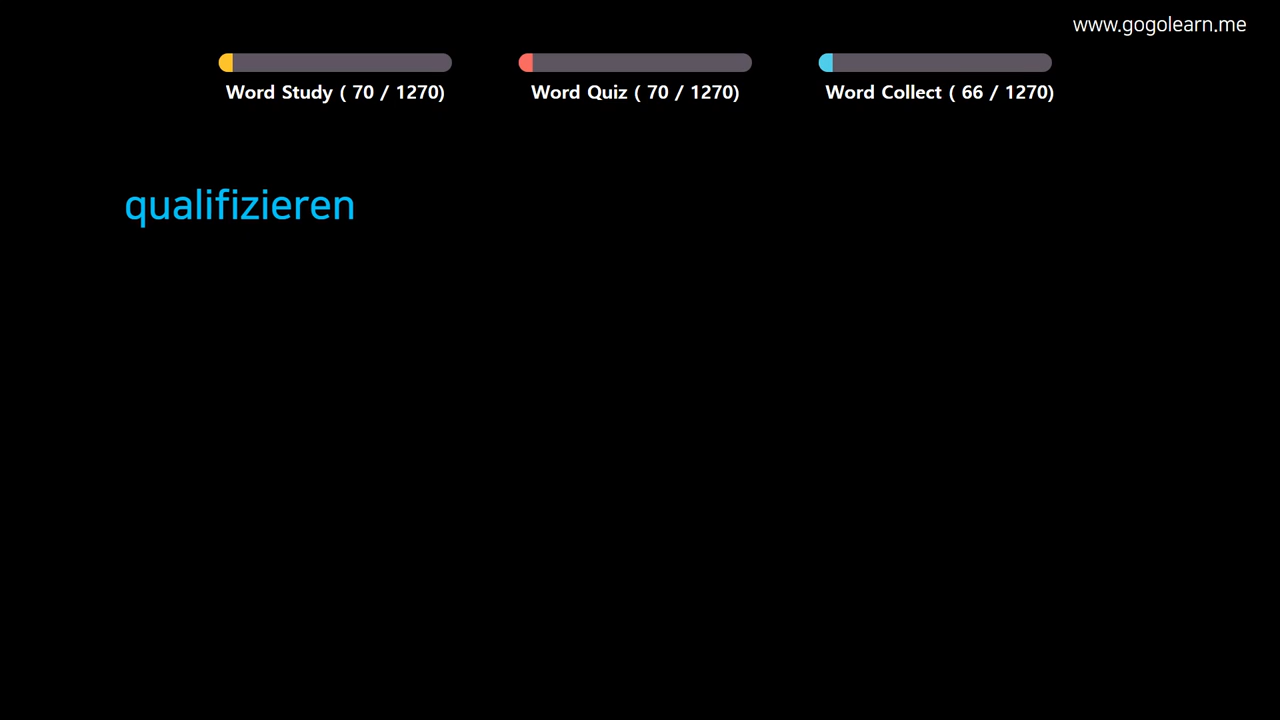 www.gogolearn.me
Word Study ( 70 / 1270)
Word Quiz ( 70 / 1270)
Word Collect ( 66 / 1270)
qualifizieren